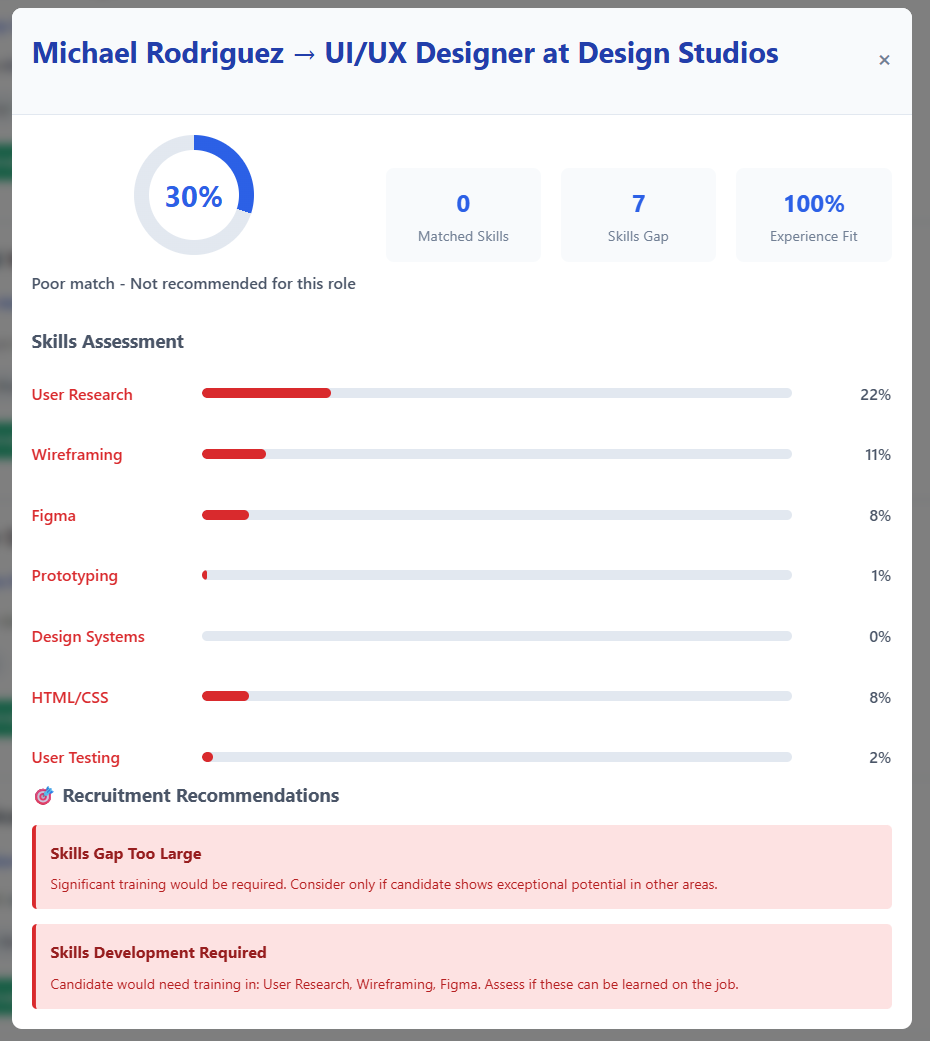 Michael Rodriguez → UI/UX Designer at Design Studios
×
30%
Poor match - Not recommended for this role
0
Matched Skills
7
Skills Gap
100%
Experience Fit
Skills Assessment
User Research 22%
Wireframing 11%
Figma 8%
Prototyping 1%
Design Systems 0%
HTML/CSS 8%
User Testing 2%
🎯 Recruitment Recommendations
Skills Gap Too Large
Significant training would be required. Consider only if candidate shows exceptional potential in other areas.
Skills Development Required
Candidate would need training in: User Research, Wireframing, Figma. Assess if these can be learned on the job.